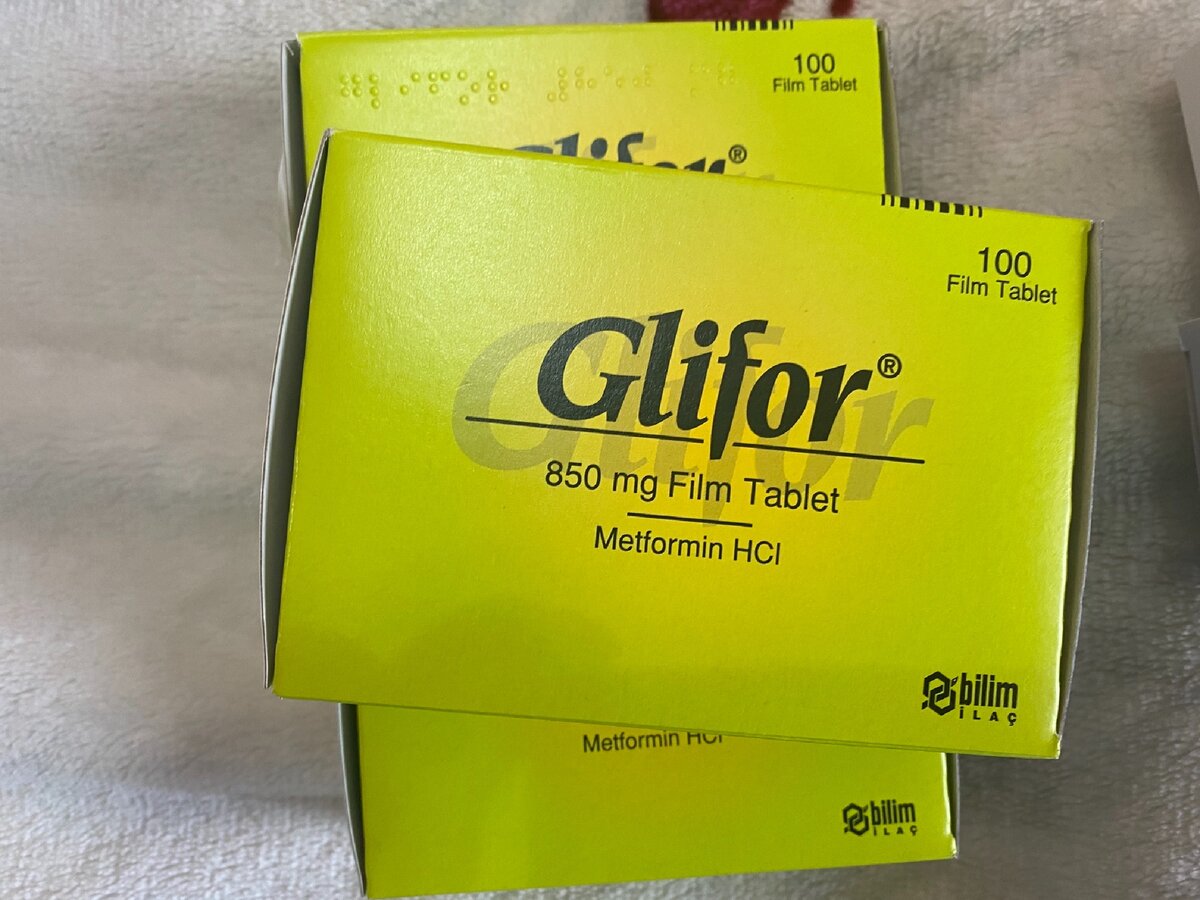 100
Film Tablet
Glifor®
100
Film Tablet
Glifor®
850 mg Film Tablet
Metformin HCl
bilim
İLAÇ
Metformin HCl
bilim
İLAÇ